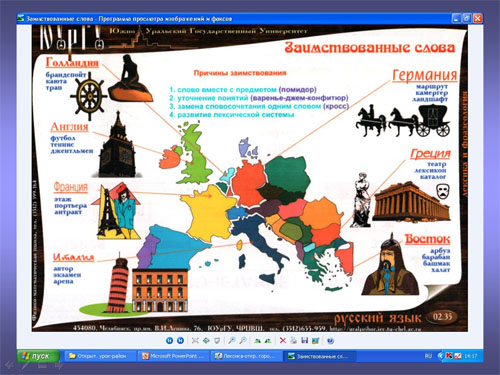 Заимствованные слова - Программа просмотра изображений и факсов
ЮУрГУ
Южно - Уральский Государственный Университет
Заимствованные слова
Голландия
брандспойт
каюта
трап
Причины заимствования
1. слово вместе с предметом (помидор)
2. уточнение понятий (варенье-джем-конфитюр)
3. замена словосочетания одним словом (кросс)
4. развитие лексической системы
Германия
маршрут
камергер
ландшафт
Англия
футбол
теннис
джентльмен
Греция
театр
лексикон
каталог
Франция
этаж
портьера
антракт
Италия
автор
экзамен
арена
Восток
арбуз
барабан
башмак
халат
лексика и фразеология
русский язык
02.35
454080, Челябинск, пр.им. В.И.Ленина, 76, ЮУрГУ,
пуск
Открыт. урок-район
Microsoft PowerPoint ...
Заимствованные сл...
RU
14:17